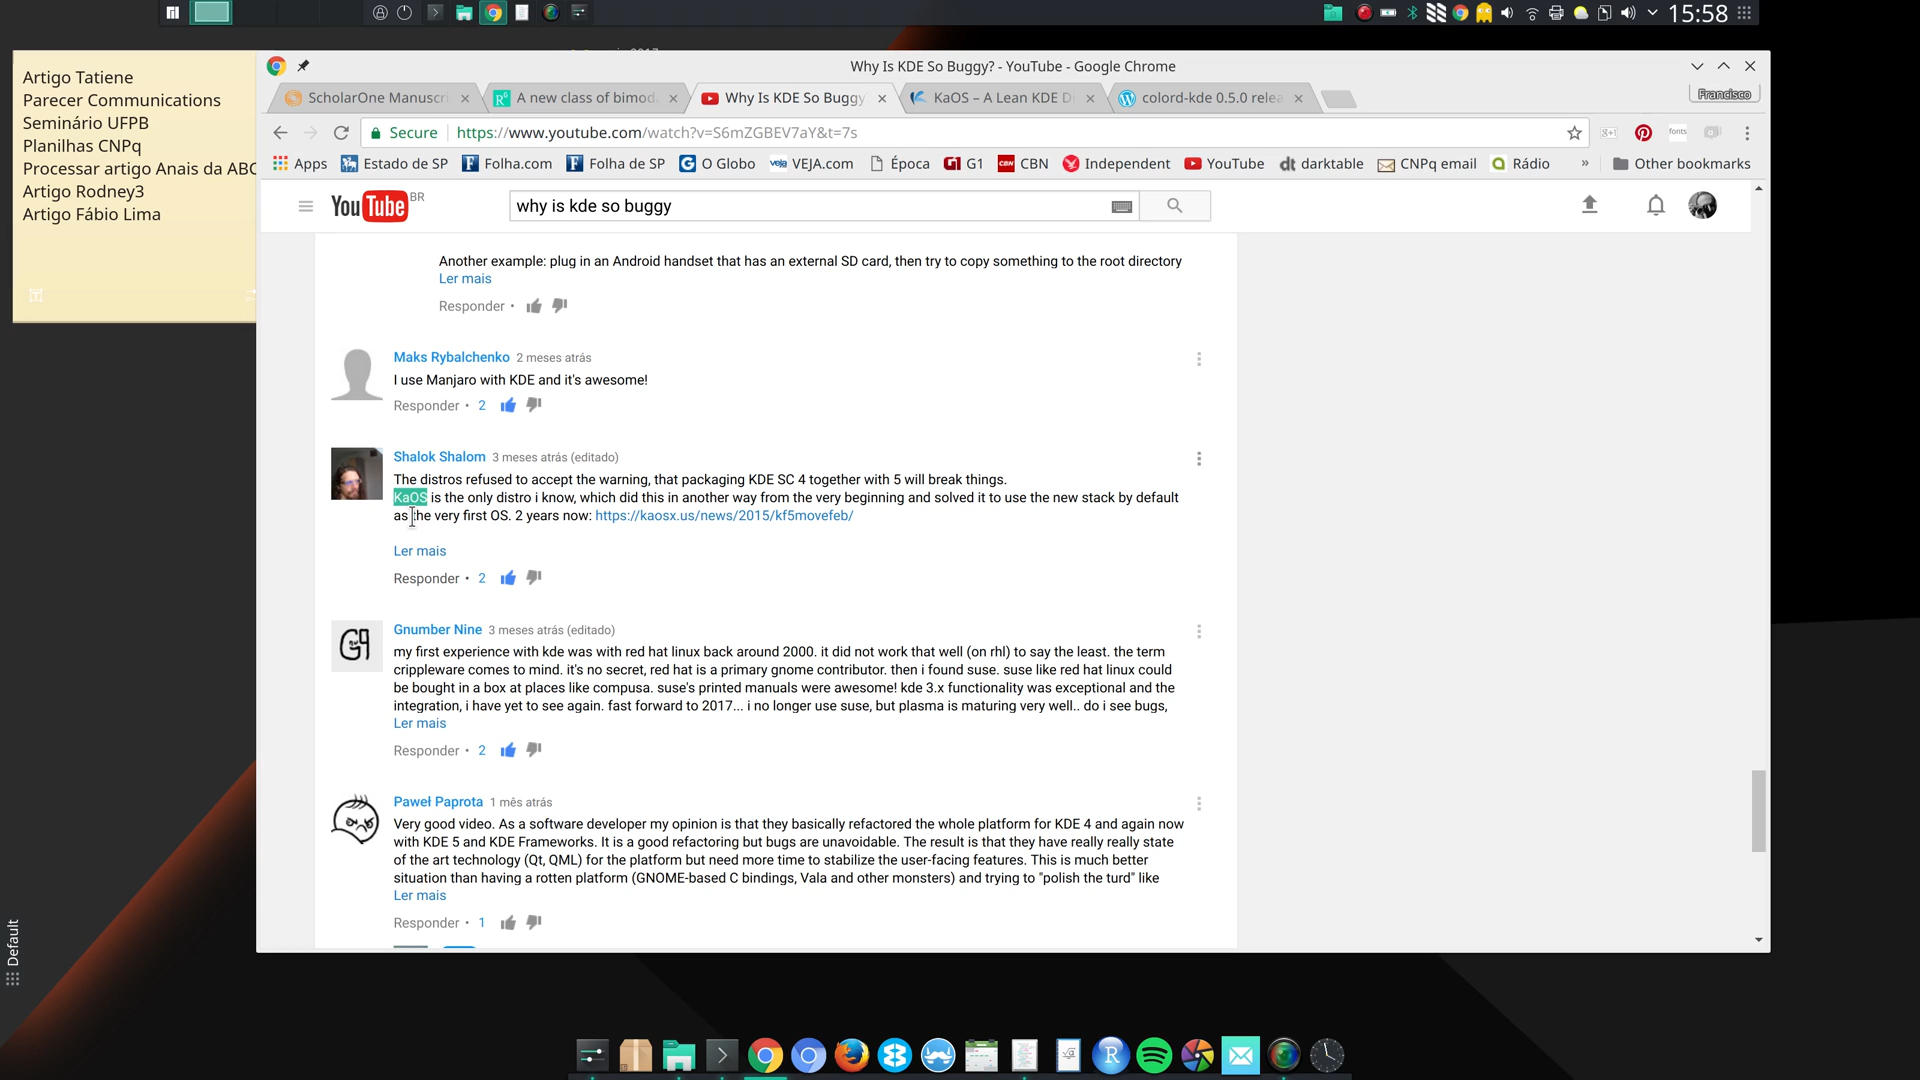 15:58
Artigo Tatiene
Parecer Communications
Seminário UFPB
Planilhas CNPq
Processar artigo Anais da ABC
Artigo Rodney3
Artigo Fábio Lima
Default
Why Is KDE So Buggy? - YouTube - Google Chrome
ScholarOne Manuscri
A new class of bimod
Why Is KDE So Buggy
KaOS – A Lean KDE D
colord-kde 0.5.0 relea
Francisco
Secure https://www.youtube.com/watch?v=S6mZGBEV7aY&t=7s
fonts
Apps Estado de SP Folha.com Folha de SP O Globo VEJA.com Época G1 CBN Independent YouTube darktable CNPq email Rádio » Other bookmarks
YouTube BR
why is kde so buggy
Another example: plug in an Android handset that has an external SD card, then try to copy something to the root directory
Ler mais
Responder •
Maks Rybalchenko 2 meses atrás
I use Manjaro with KDE and it's awesome!
Responder • 2
Shalok Shalom 3 meses atrás (editado)
The distros refused to accept the warning, that packaging KDE SC 4 together with 5 will break things.
KaOS is the only distro i know, which did this in another way from the very beginning and solved it to use the new stack by default
as the very first OS. 2 years now: https://kaosx.us/news/2015/kf5movefeb/
Ler mais
Responder • 2
Gnumber Nine 3 meses atrás (editado)
my first experience with kde was with red hat linux back around 2000. it did not work that well (on rhl) to say the least. the term
crippleware comes to mind. it's no secret, red hat is a primary gnome contributor. then i found suse. suse like red hat linux could
be bought in a box at places like compusa. suse's printed manuals were awesome! kde 3.x functionality was exceptional and the
integration, i have yet to see again. fast forward to 2017... i no longer use suse, but plasma is maturing very well.. do i see bugs,
Ler mais
Responder • 2
Paweł Paprota 1 mês atrás
Very good video. As a software developer my opinion is that they basically refactored the whole platform for KDE 4 and again now
with KDE 5 and KDE Frameworks. It is a good refactoring but bugs are unavoidable. The result is that they have really really state
of the art technology (Qt, QML) for the platform but need more time to stabilize the user-facing features. This is much better
situation than having a rotten platform (GNOME-based C bindings, Vala and other monsters) and trying to "polish the turd" like
Ler mais
Responder • 1